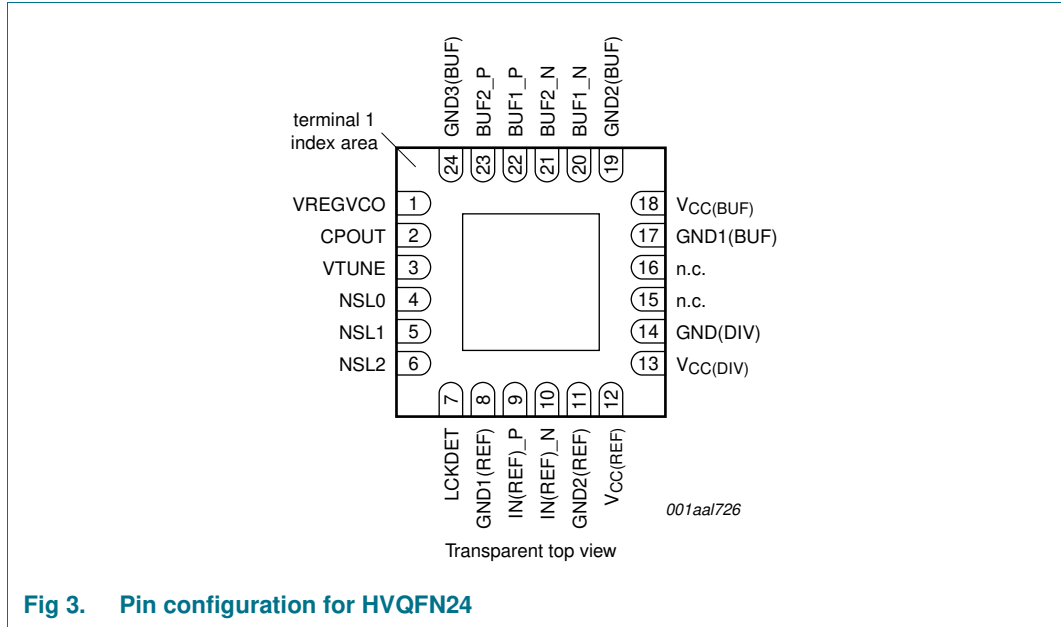 GND3(BUF)
BUF2_P
BUF1_P
BUF2_N
BUF1_N
GND2(BUF)
terminal 1
index area
24
23
22
21
20
19
VREGVCO 1
CPOUT 2
VTUNE 3
NSL0 4
NSL1 5
NSL2 6
18 VCC(BUF)
17 GND1(BUF)
16 n.c.
15 n.c.
14 GND(DIV)
13 VCC(DIV)
7
8
9
10
11
12
LCKDET
GND1(REF)
IN(REF)_P
IN(REF)_N
GND2(REF)
VCC(REF)
001aal726
Transparent top view
Fig 3. Pin configuration for HVQFN24